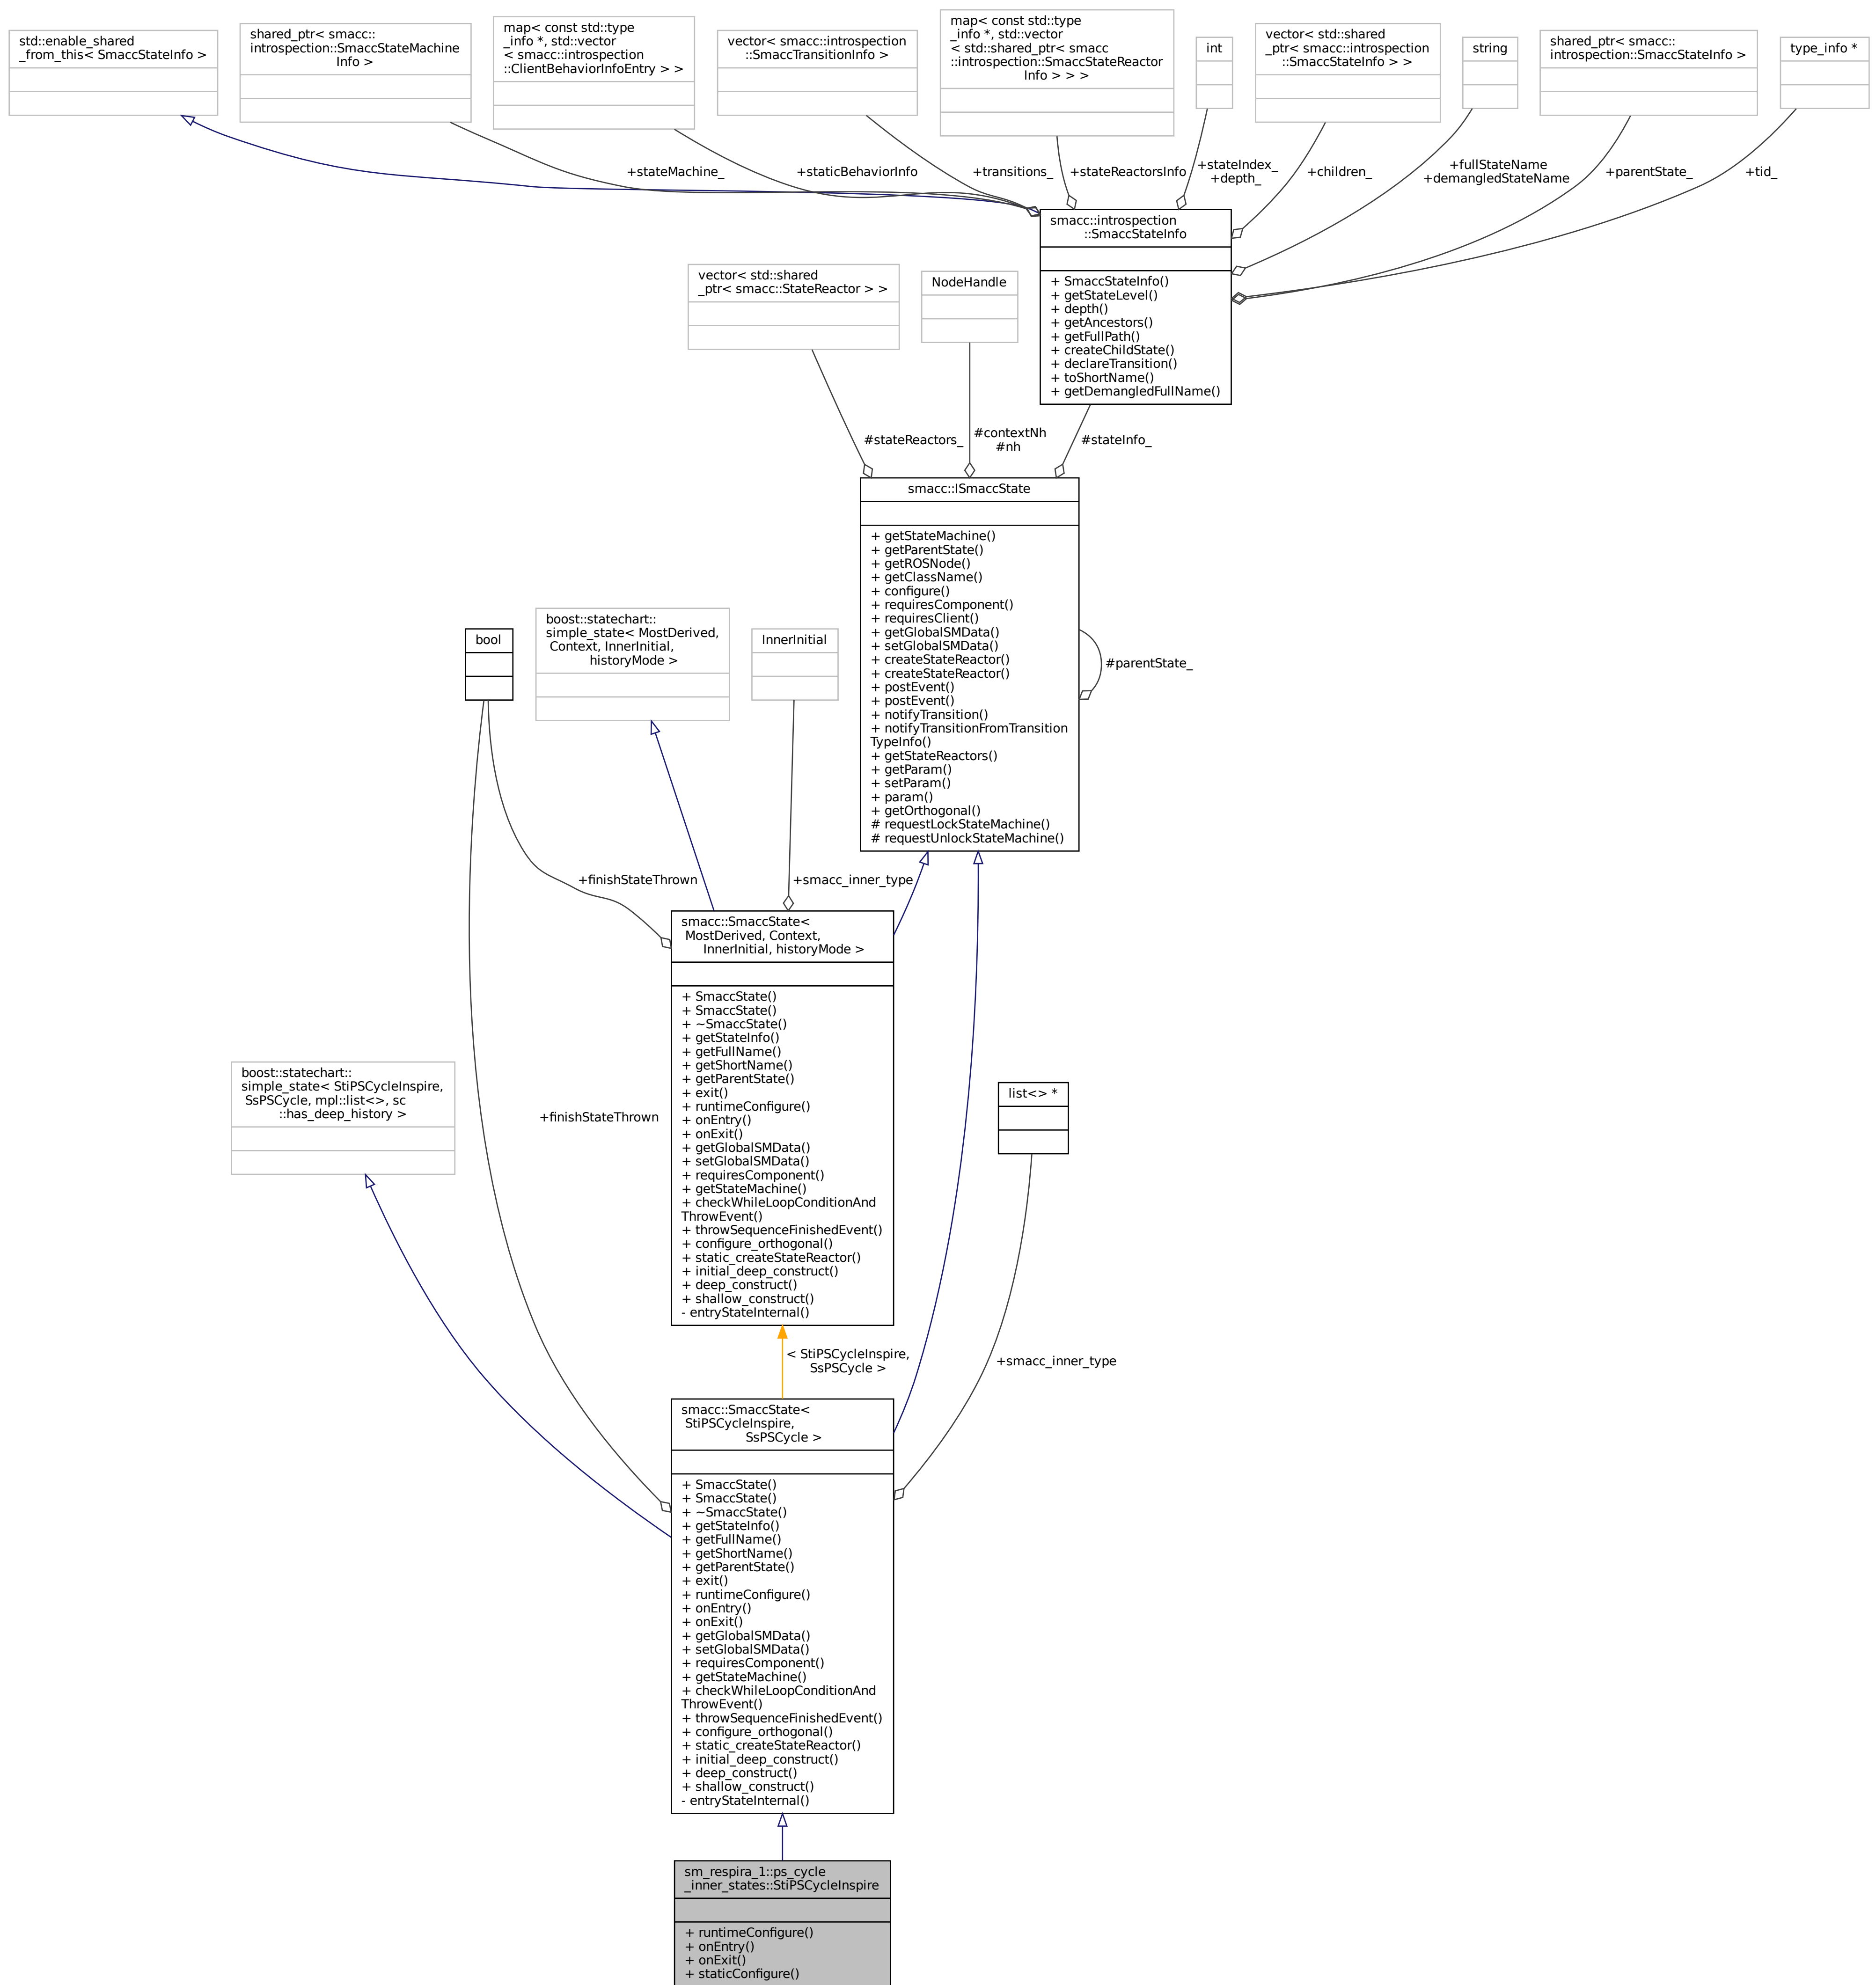 std::enable_shared
_from_this< SmaccStateInfo >
shared_ptr< smacc::
introspection::SmaccStateMachine
Info >
map< const std::type
_info *, std::vector
< smacc::introspection
::ClientBehaviorInfoEntry > >
vector< smacc::introspection
::SmaccTransitionInfo >
map< const std::type
_info *, std::vector
< std::shared_ptr< smacc
::introspection::SmaccStateReactor
Info > > >
int
vector< std::shared
_ptr< smacc::introspection
::SmaccStateInfo > >
string
shared_ptr< smacc::
introspection::SmaccStateInfo >
type_info *
+stateMachine_
+staticBehaviorInfo
+transitions_
+stateReactorsInfo
+stateIndex_
+depth_
+children_
+fullStateName
+demangledStateName
+parentState_
+tid_
smacc::introspection
::SmaccStateInfo
+ SmaccStateInfo()
+ getStateLevel()
+ depth()
+ getAncestors()
+ getFullPath()
+ createChildState()
+ declareTransition()
+ toShortName()
+ getDemangledFullName()
vector< std::shared
_ptr< smacc::StateReactor > >
NodeHandle
#stateReactors_
#contextNh
#nh
#stateInfo_
smacc::ISmaccState
+ getStateMachine()
+ getParentState()
+ getROSNode()
+ getClassName()
+ configure()
+ requiresComponent()
+ requiresClient()
+ getGlobalSMData()
+ setGlobalSMData()
+ createStateReactor()
+ createStateReactor()
+ postEvent()
+ postEvent()
+ notifyTransition()
+ notifyTransitionFromTransition
TypeInfo()
+ getStateReactors()
+ getParam()
+ setParam()
+ param()
+ getOrthogonal()
# requestLockStateMachine()
# requestUnlockStateMachine()
#parentState_
bool
boost::statechart::
simple_state< MostDerived,
Context, InnerInitial,
historyMode >
InnerInitial
+finishStateThrown
+smacc_inner_type
smacc::SmaccState<
MostDerived, Context,
InnerInitial, historyMode >
+ SmaccState()
+ SmaccState()
+ ~SmaccState()
+ getStateInfo()
+ getFullName()
+ getShortName()
+ getParentState()
+ exit()
+ runtimeConfigure()
+ onEntry()
+ onExit()
+ getGlobalSMData()
+ setGlobalSMData()
+ requiresComponent()
+ getStateMachine()
+ checkWhileLoopConditionAnd
ThrowEvent()
+ throwSequenceFinishedEvent()
+ configure_orthogonal()
+ static_createStateReactor()
+ initial_deep_construct()
+ deep_construct()
+ shallow_construct()
- entryStateInternal()
boost::statechart::
simple_state< StiPSCycleInspire,
SsPSCycle, mpl::list<>, sc
::has_deep_history >
+finishStateThrown
list<> *
< StiPSCycleInspire,
SsPSCycle >
+smacc_inner_type
smacc::SmaccState<
StiPSCycleInspire,
SsPSCycle >
+ SmaccState()
+ SmaccState()
+ ~SmaccState()
+ getStateInfo()
+ getFullName()
+ getShortName()
+ getParentState()
+ exit()
+ runtimeConfigure()
+ onEntry()
+ onExit()
+ getGlobalSMData()
+ setGlobalSMData()
+ requiresComponent()
+ getStateMachine()
+ checkWhileLoopConditionAnd
ThrowEvent()
+ throwSequenceFinishedEvent()
+ configure_orthogonal()
+ static_createStateReactor()
+ initial_deep_construct()
+ deep_construct()
+ shallow_construct()
- entryStateInternal()
sm_respira_1::ps_cycle
_inner_states::StiPSCycleInspire
+ runtimeConfigure()
+ onEntry()
+ onExit()
+ staticConfigure()